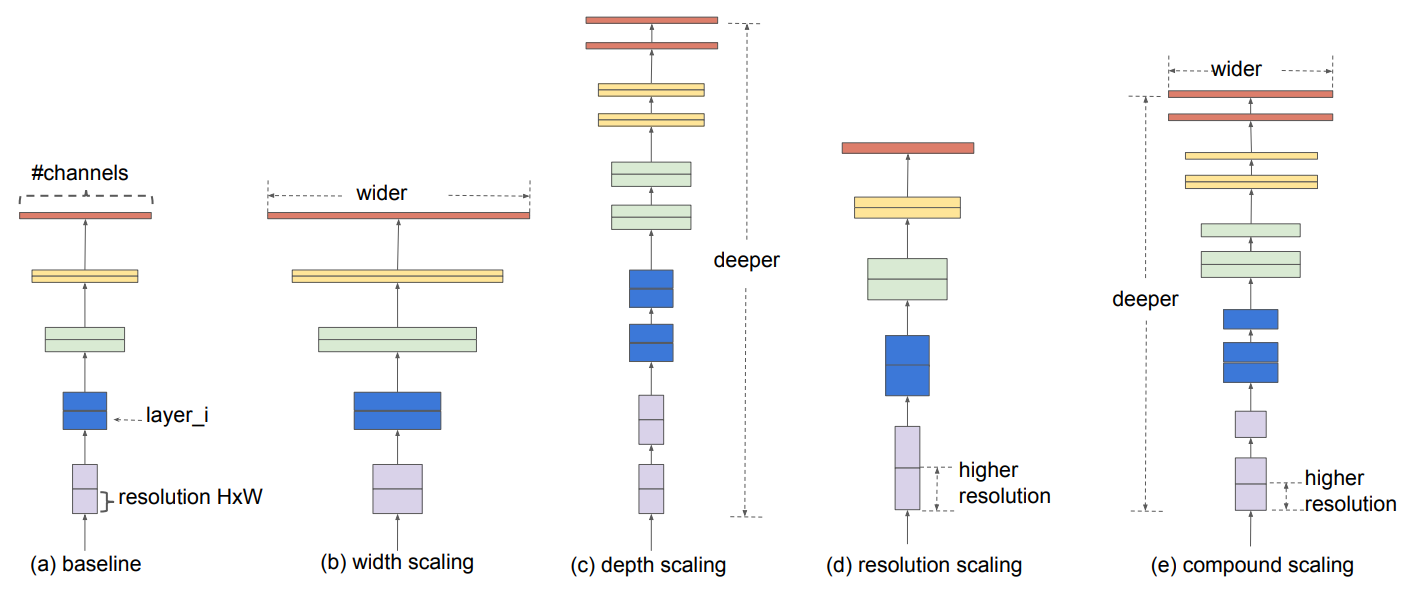 #channels
layer_i
resolution HxW
(a) baseline
wider
(b) width scaling
deeper
(c) depth scaling
higher
resolution
(d) resolution scaling
wider
deeper
higher
resolution
(e) compound scaling